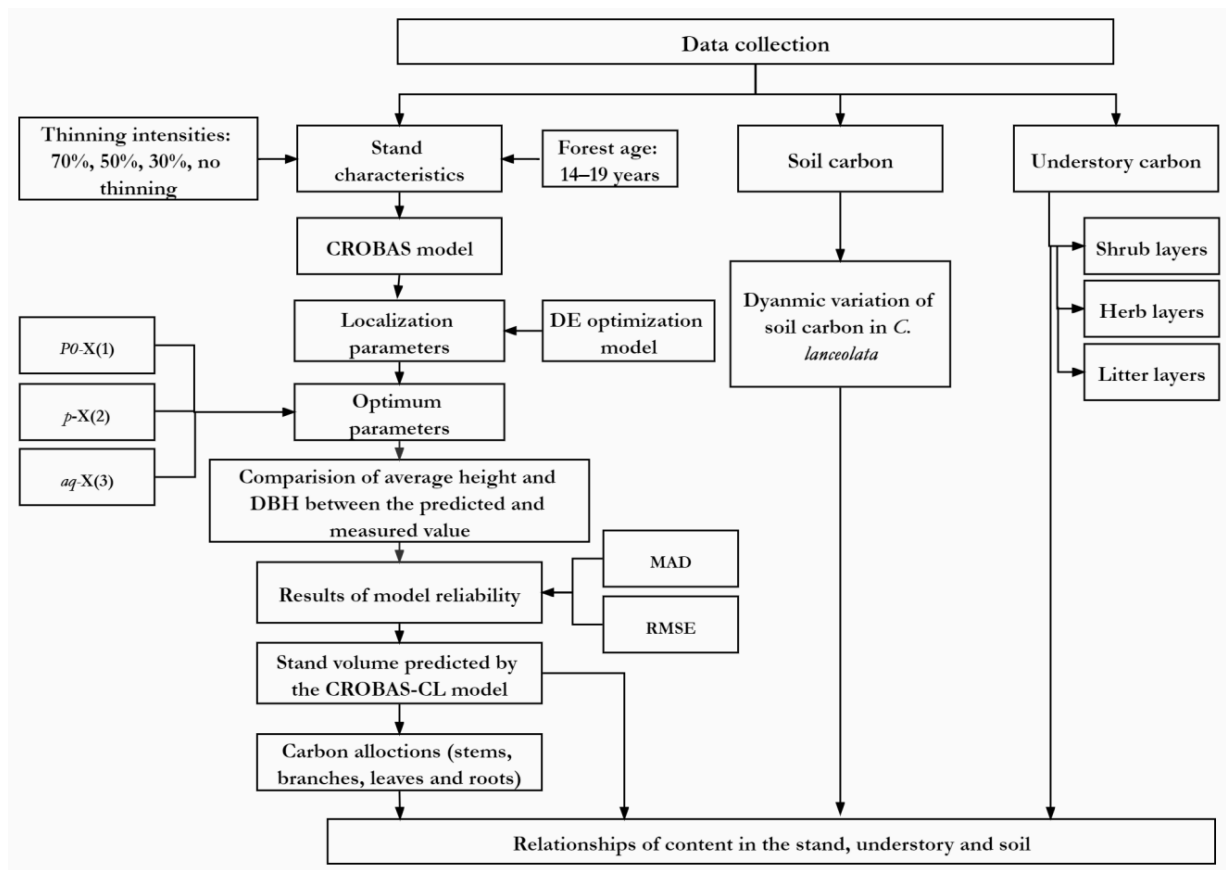 Data collection
Thinning intensities:
70%, 50%, 30%, no
thinning
Stand
characteristics
Forest age:
14–19 years
Soil carbon
Understory carbon
CROBAS model
Shrub layers
Herb layers
Litter layers
Localization
parameters
DE optimization
model
Dyanmic variation of
soil carbon in C.
lanceolata
P0-X(1)
p-X(2)
aq-X(3)
Optimum
parameters
Comparision of average height and
DBH between the predicted and
measured value
MAD
RMSE
Results of model reliability
Stand volume predicted by
the CROBAS-CL model
Carbon alloctions (stems,
branches, leaves and roots)
Relationships of content in the stand, understory and soil